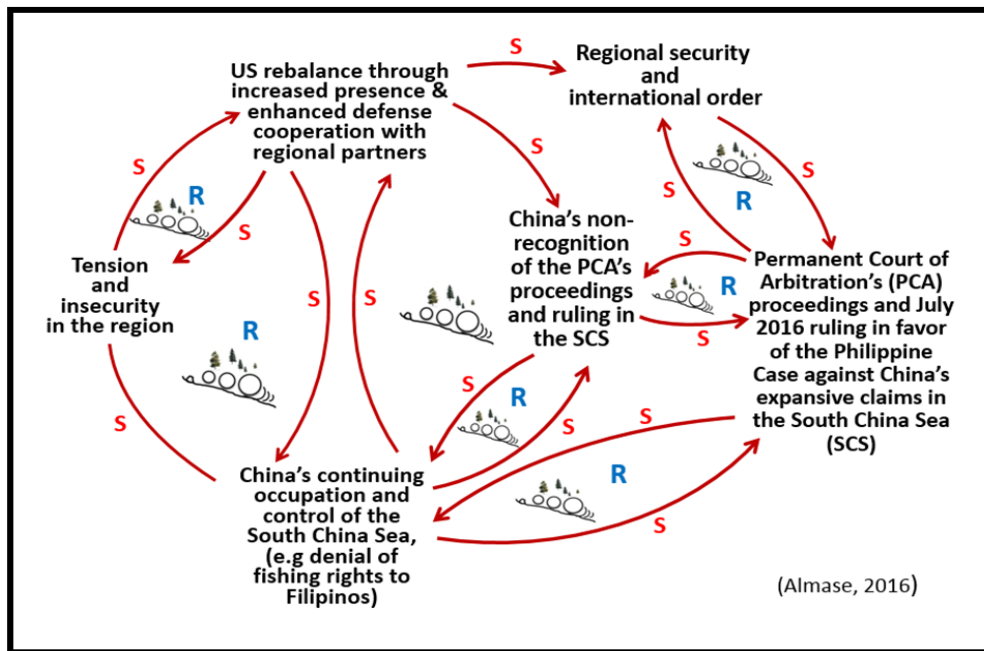 S
Regional security
and
international order
US rebalance through
increased presence &
enhanced defense
cooperation with
regional partners
S
S
R
S
R
S
S
S
China's non-
recognition
of the PCA's
proceedings
and ruling in
the SCS
S
R
S
Permanent Court of
Arbitration's (PCA)
proceedings and July
2016 ruling in favor
of the Philippine
Case against China's
expansive claims in
the South China Sea
(SCS)
Tension
and
insecurity
in the region
S
S
R
S
S
R
S
S
R
S
China's continuing
occupation and
control of the
South China Sea,
(e.g denial of
fishing rights to
Filipinos)
(Almase, 2016)